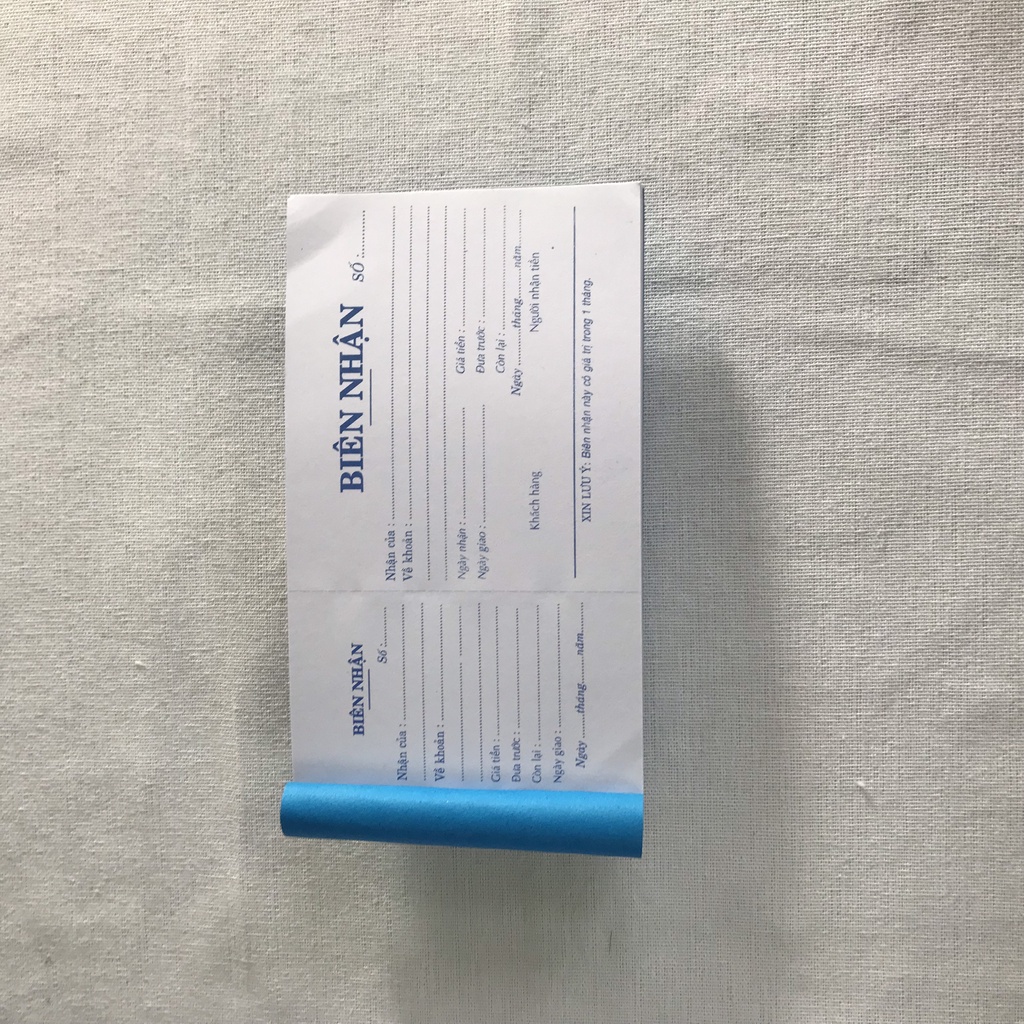 BIÊN NHẬN
Số :..........
Nhận của :..........
Về khoản :..........
Giá tiền :..........
Đưa trước :..........
Còn lại :..........
Ngày giao :..........
Ngày ......tháng.........năm.......
BIÊN NHẬN
SỐ :..........
Nhận của :..........
Về khoản :..........
Ngày nhận :.......... Giá tiền :..........
Ngày giao :.......... Đưa trước :..........
Còn lại :..........
Ngày ..........tháng..........năm..........
Khách hàng Người nhận tiền
XIN LƯU Ý: Biên nhận này có giá trị trong 1 tháng.